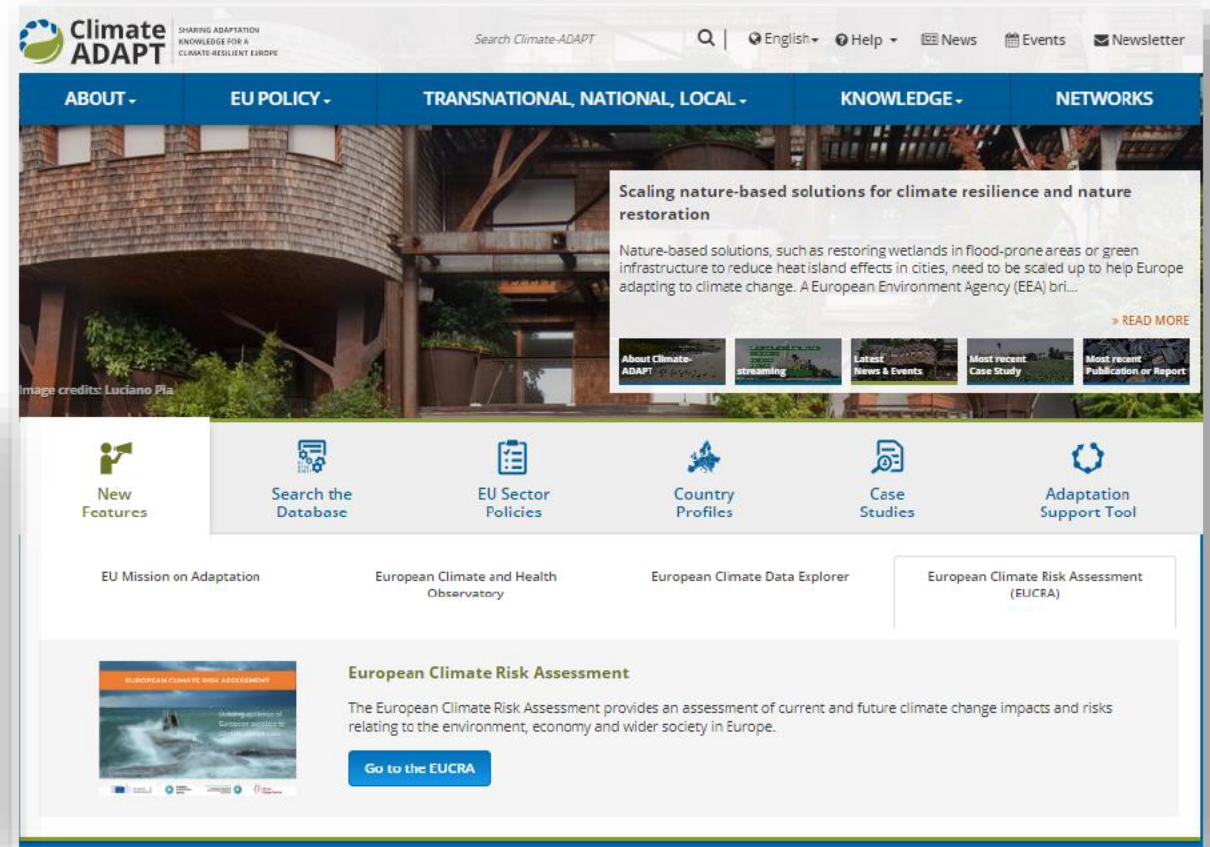 Climate
ADAPT
SHARING ADAPTATION
KNOWLEDGE FOR A
CLIMATE-RESILIENT EUROPE
Search Climate-ADAPT
English
Help
News
Events
Newsletter
ABOUT
EU POLICY
TRANSNATIONAL, NATIONAL, LOCAL
KNOWLEDGE
NETWORKS
Scaling nature-based solutions for climate resilience and nature
restoration
Nature-based solutions, such as restoring wetlands in flood-prone areas or green
infrastructure to reduce heat island effects in cities, need to be scaled up to help Europe
adapting to climate change. A European Environment Agency (EEA) bri...
» READ MORE
About Climate-
ADAPT
streaming
Latest
News & Events
Most recent
Case Study
Most recent
Publication or Report
Image credits: Luciano Pia
New
Features
Search the
Database
EU Sector
Policies
Country
Profiles
Case
Studies
Adaptation
Support Tool
EU Mission on Adaptation
European Climate and Health
Observatory
European Climate Data Explorer
European Climate Risk Assessment
(EUCRA)
EUROPEAN CLIMATE RISK ASSESSMENT
European Climate Risk Assessment
The European Climate Risk Assessment provides an assessment of current and future climate change impacts and risks
relating to the environment, economy and wider society in Europe.
Go to the EUCRA